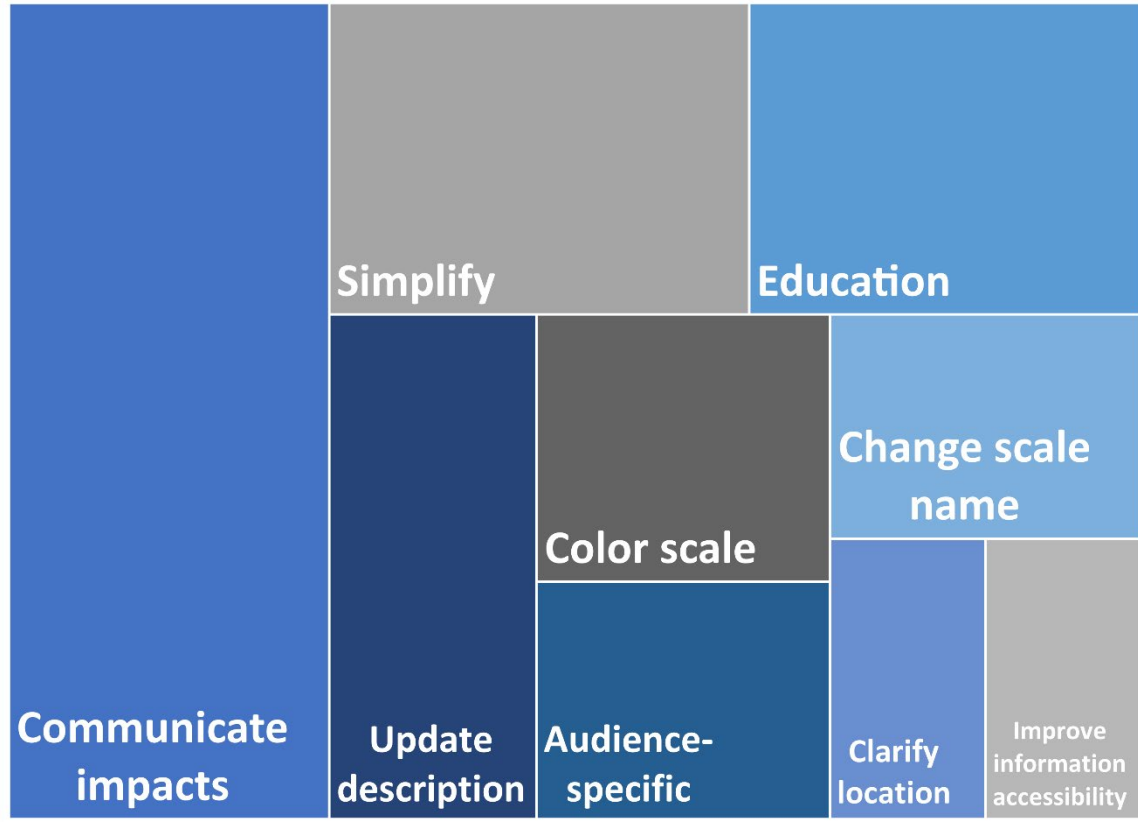 Simplify
Education
Change scale
name
Color scale
Communicate
impacts
Update
description
Audience-
specific
Clarify
location
Improve
information
accessibility